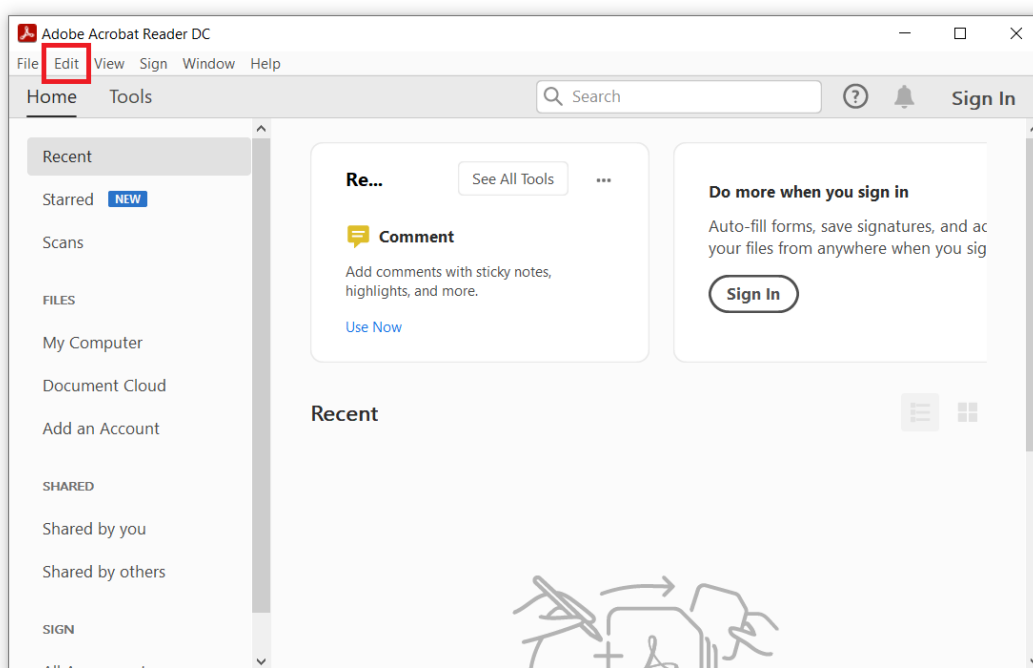 Adobe Acrobat Reader DC
File Edit View Sign Window Help
Home Tools Search Sign In
Recent
Starred NEW
Scans
FILES
My Computer
Document Cloud
Add an Account
SHARED
Shared by you
Shared by others
SIGN
Re... See All Tools
Comment
Add comments with sticky notes,
highlights, and more.
Use Now
Do more when you sign in
Auto-fill forms, save signatures, and ac
your files from anywhere when you sig
Sign In
Recent